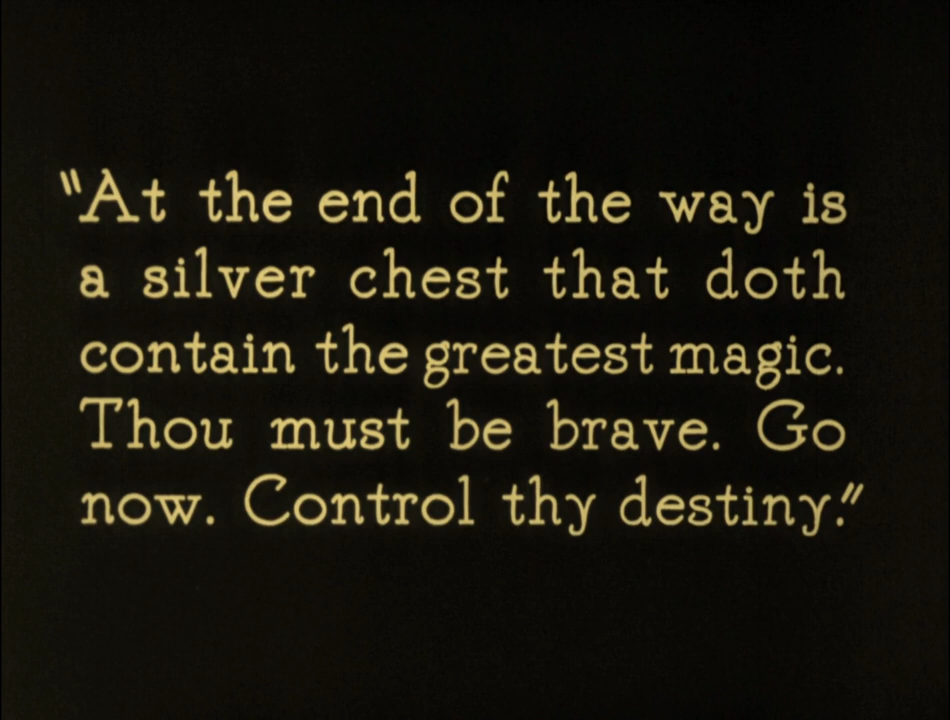 "At the end of the way is
a silver chest that doth
contain the greatest magic.
Thou must be brave. Go
now. Control thy destiny."